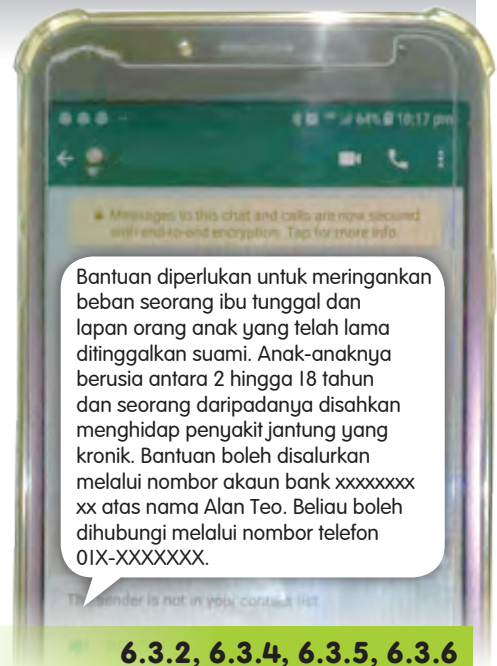 64% 10:17 pm
Messages to this chat and calls are now secured
with end-to-end encryption. Tap for more info.
Bantuan diperlukan untuk meringankan
beban seorang ibu tunggal dan
lapan orang anak yang telah lama
ditinggalkan suami. Anak-anaknya
berusia antara 2 hingga 18 tahun
dan seorang daripadanya disahkan
menghidap penyakit jantung yang
kronik. Bantuan boleh disalurkan
melalui nombor akaun bank xxxxxxxx
xx atas nama Alan Teo. Beliau boleh
dihubungi melalui nombor telefon
01X-XXXXXXX.
The sender is not in your contact list
6.3.2, 6.3.4, 6.3.5, 6.3.6